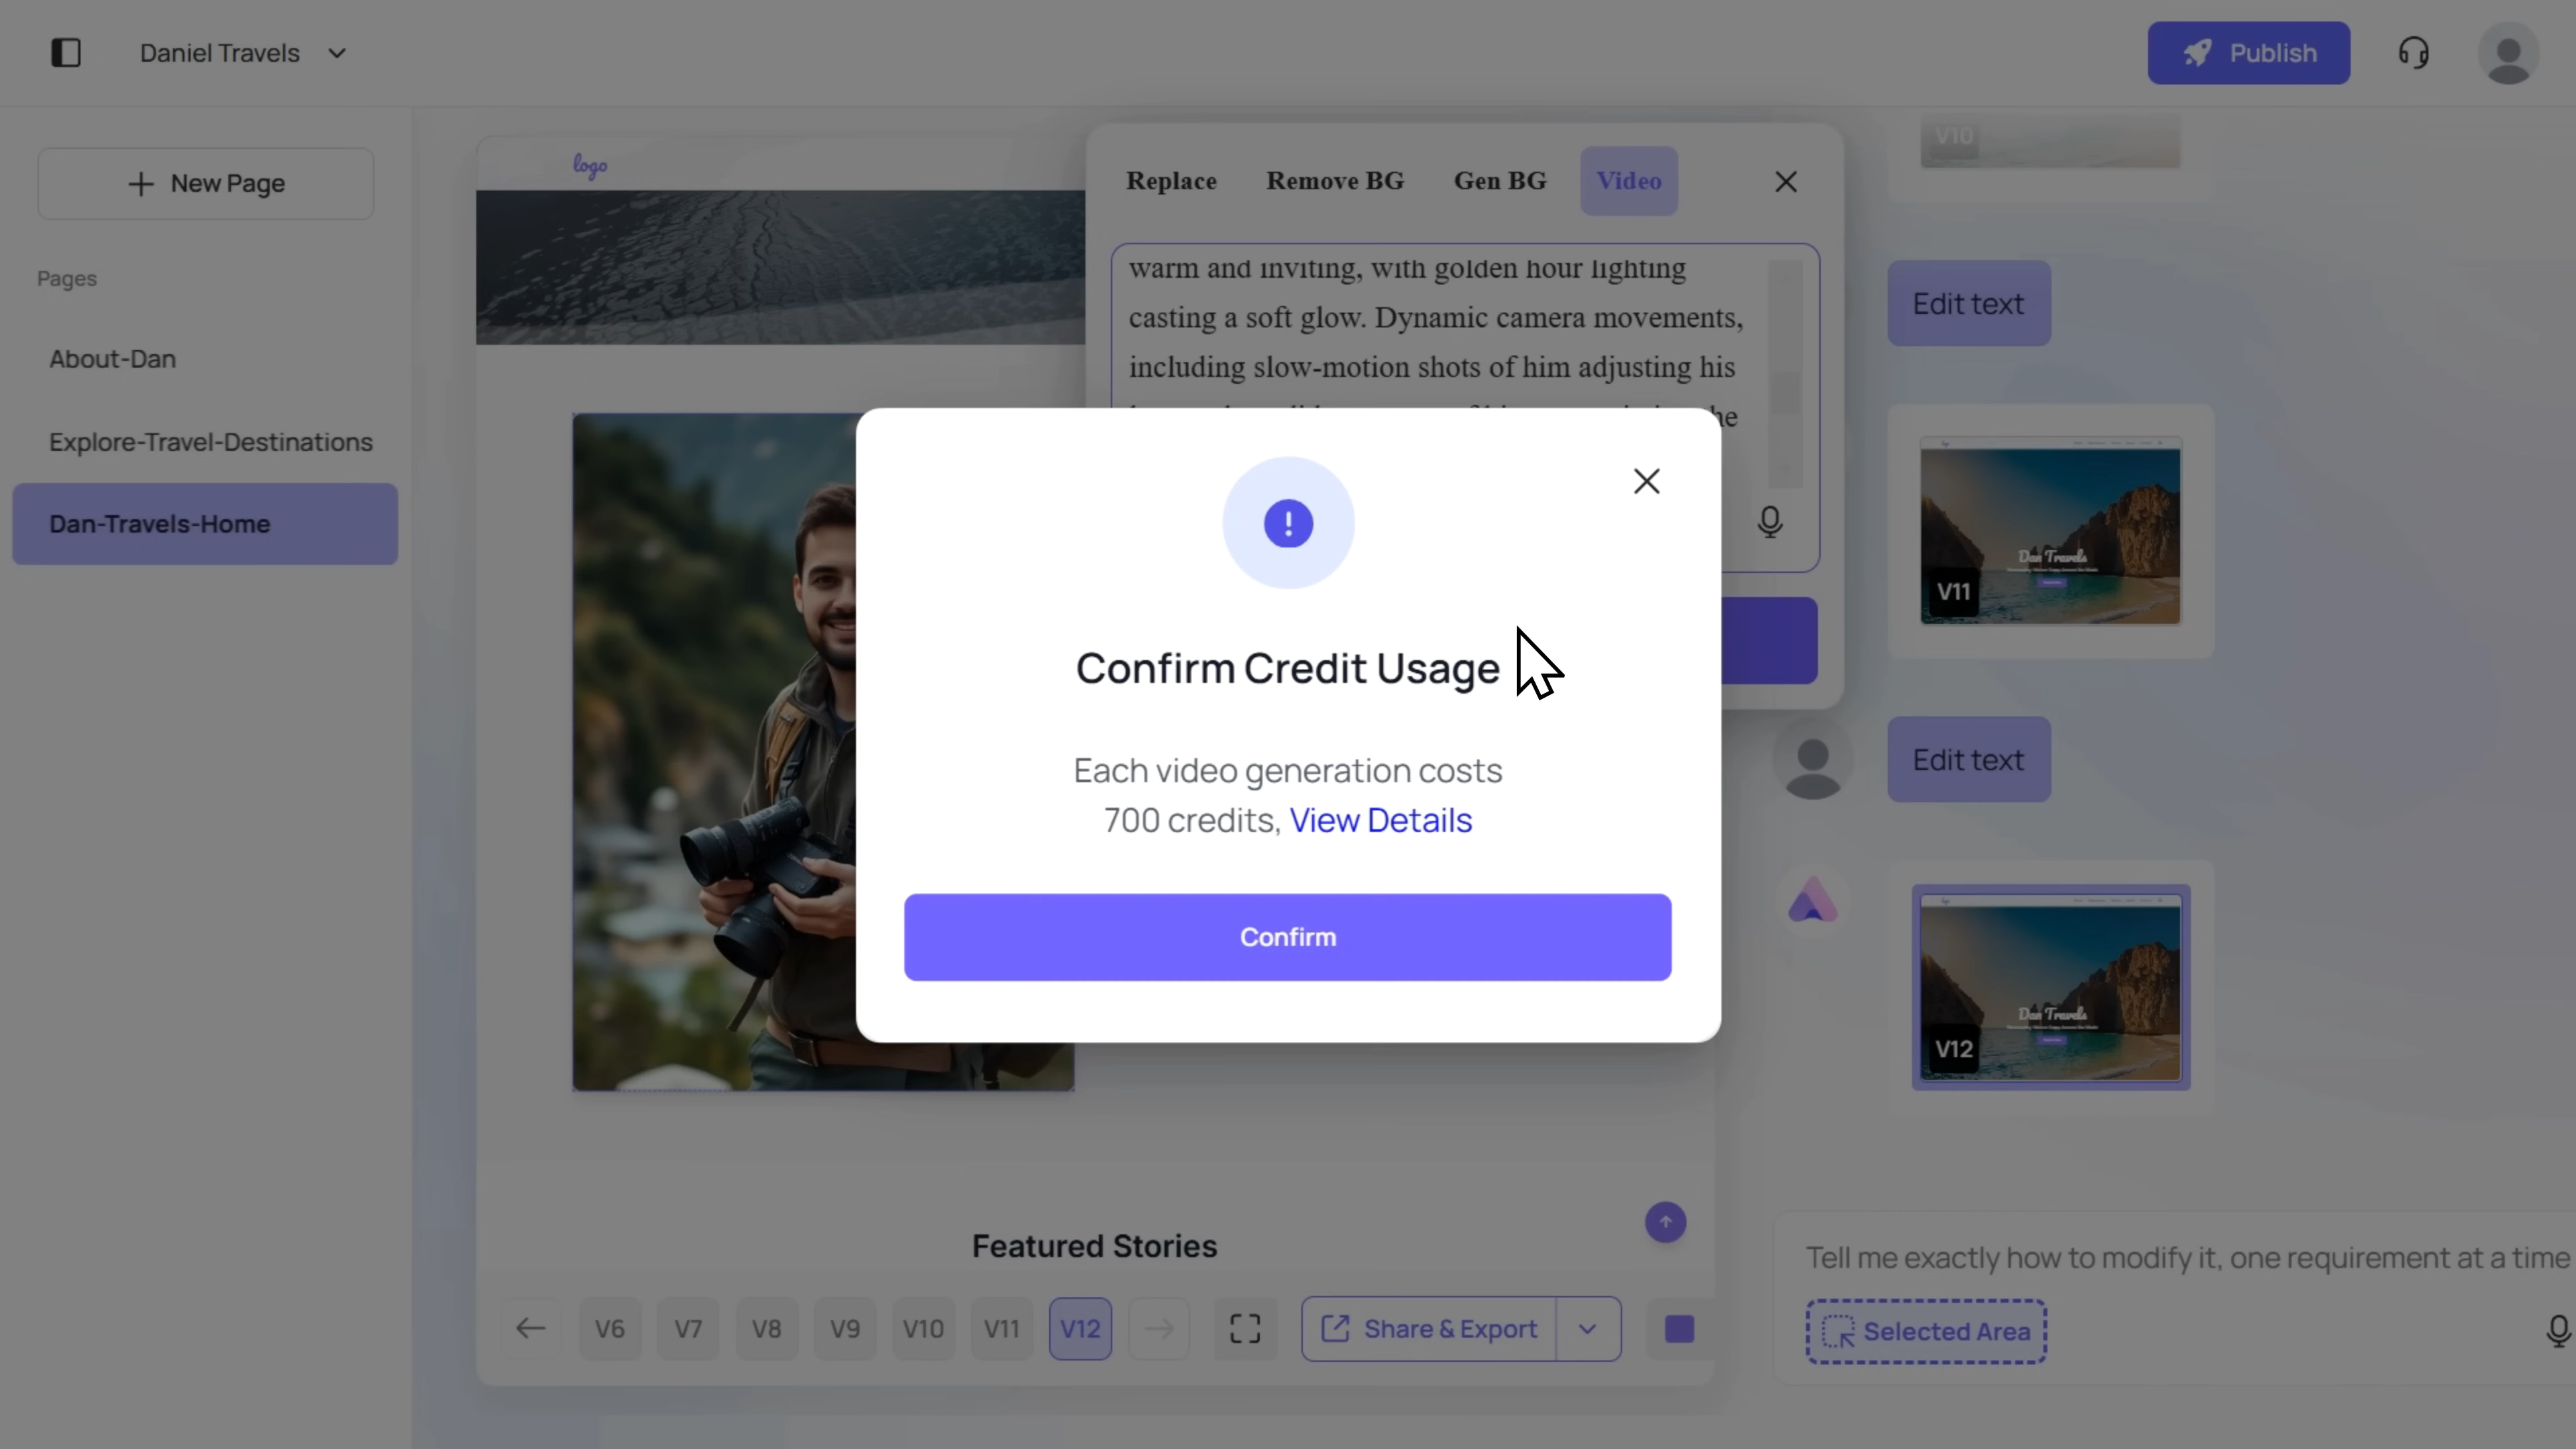 Daniel Travels
Publish
New Page
Pages
About-Dan
Explore-Travel-Destinations
Dan-Travels-Home
logo
Replace Remove BG Gen BG Video
warm and inviting, with golden hour lighting
casting a soft glow. Dynamic camera movements,
including slow-motion shots of him adjusting his
Confirm Credit Usage
Each video generation costs
700 credits, View Details
Confirm
Featured Stories
V6 V7 V8 V9 V10 V11 V12
Share & Export
V10
Edit text
Dan Travels
V11
Edit text
Dan Travels
V12
Tell me exactly how to modify it, one requirement at a time
Selected Area